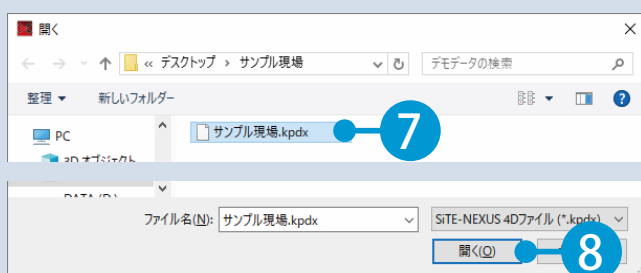 開く
« デスクトップ › サンプル現場
デモデータの検索
整理 新しいフォルダー
PC
サンプル現場.kpdx
7
3D オブジェクト
DATA (D:)
ファイル名(N): サンプル現場.kpdx
SiTE-NEXUS 4Dファイル (*.kpdx)
開く(O)
8